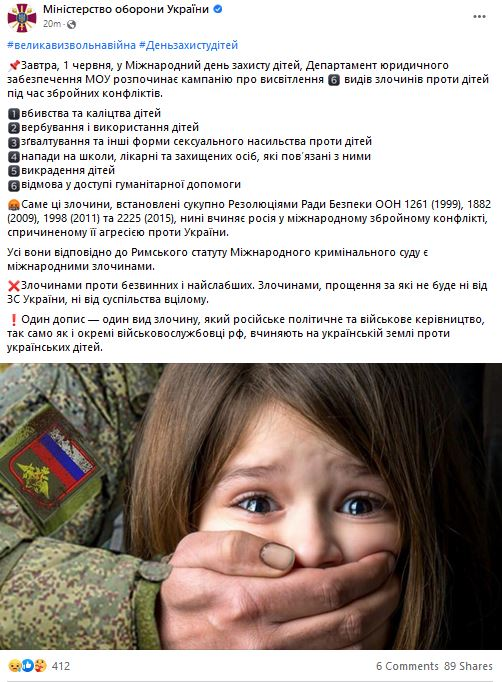 Міністерство оборони України
20m
#великавизвольнавійна #Деньзахистудітей
📌Завтра, 1 червня, у Міжнародний день захисту дітей, Департамент юридичного
забезпечення МОУ розпочинає кампанію про висвітлення 6️⃣ видів злочинів проти дітей
під час збройних конфліктів.
1️⃣вбивства та каліцтва дітей
2️⃣вербування і використання дітей
3️⃣зґвалтування та інші форми сексуального насильства проти дітей
4️⃣напади на школи, лікарні та захищених осіб, які пов᾽язані з ними
5️⃣викрадення дітей
6️⃣відмова у доступі гуманітарної допомоги
🤬Саме ці злочини, встановлені сукупно Резолюціями Ради Безпеки ООН 1261 (1999), 1882
(2009), 1998 (2011) та 2225 (2015), нині вчиняє росія у міжнародному збройному конфлікті,
спричиненому її агресією проти України.
Усі вони відповідно до Римського статуту Міжнародного кримінального суду є
міжнародними злочинами.
❌Злочинами проти безвинних і найслабших. Злочинами, прощення за які не буде ні від
ЗС України, ні від суспільства вцілому.
❗Один допис — один вид злочину, який російське політичне та військове керівництво,
так само як і окремі військовослужбовці рф, вчиняють на українській землі проти
українських дітей.
412
6 Comments 89 Shares